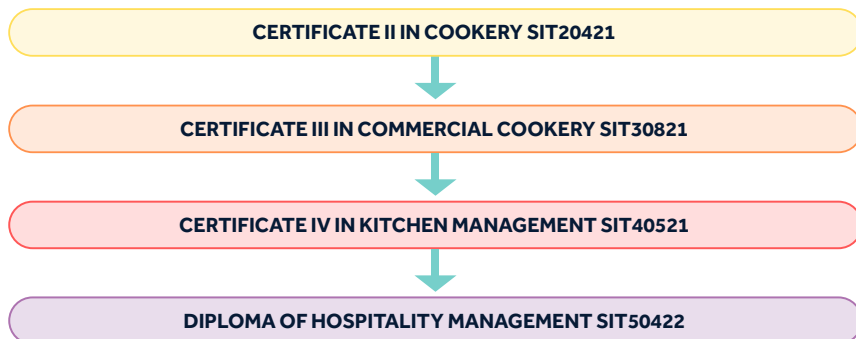 CERTIFICATE II IN COOKERY SIT20421
CERTIFICATE III IN COMMERCIAL COOKERY SIT30821
CERTIFICATE IV IN KITCHEN MANAGEMENT SIT40521
DIPLOMA OF HOSPITALITY MANAGEMENT SIT50422